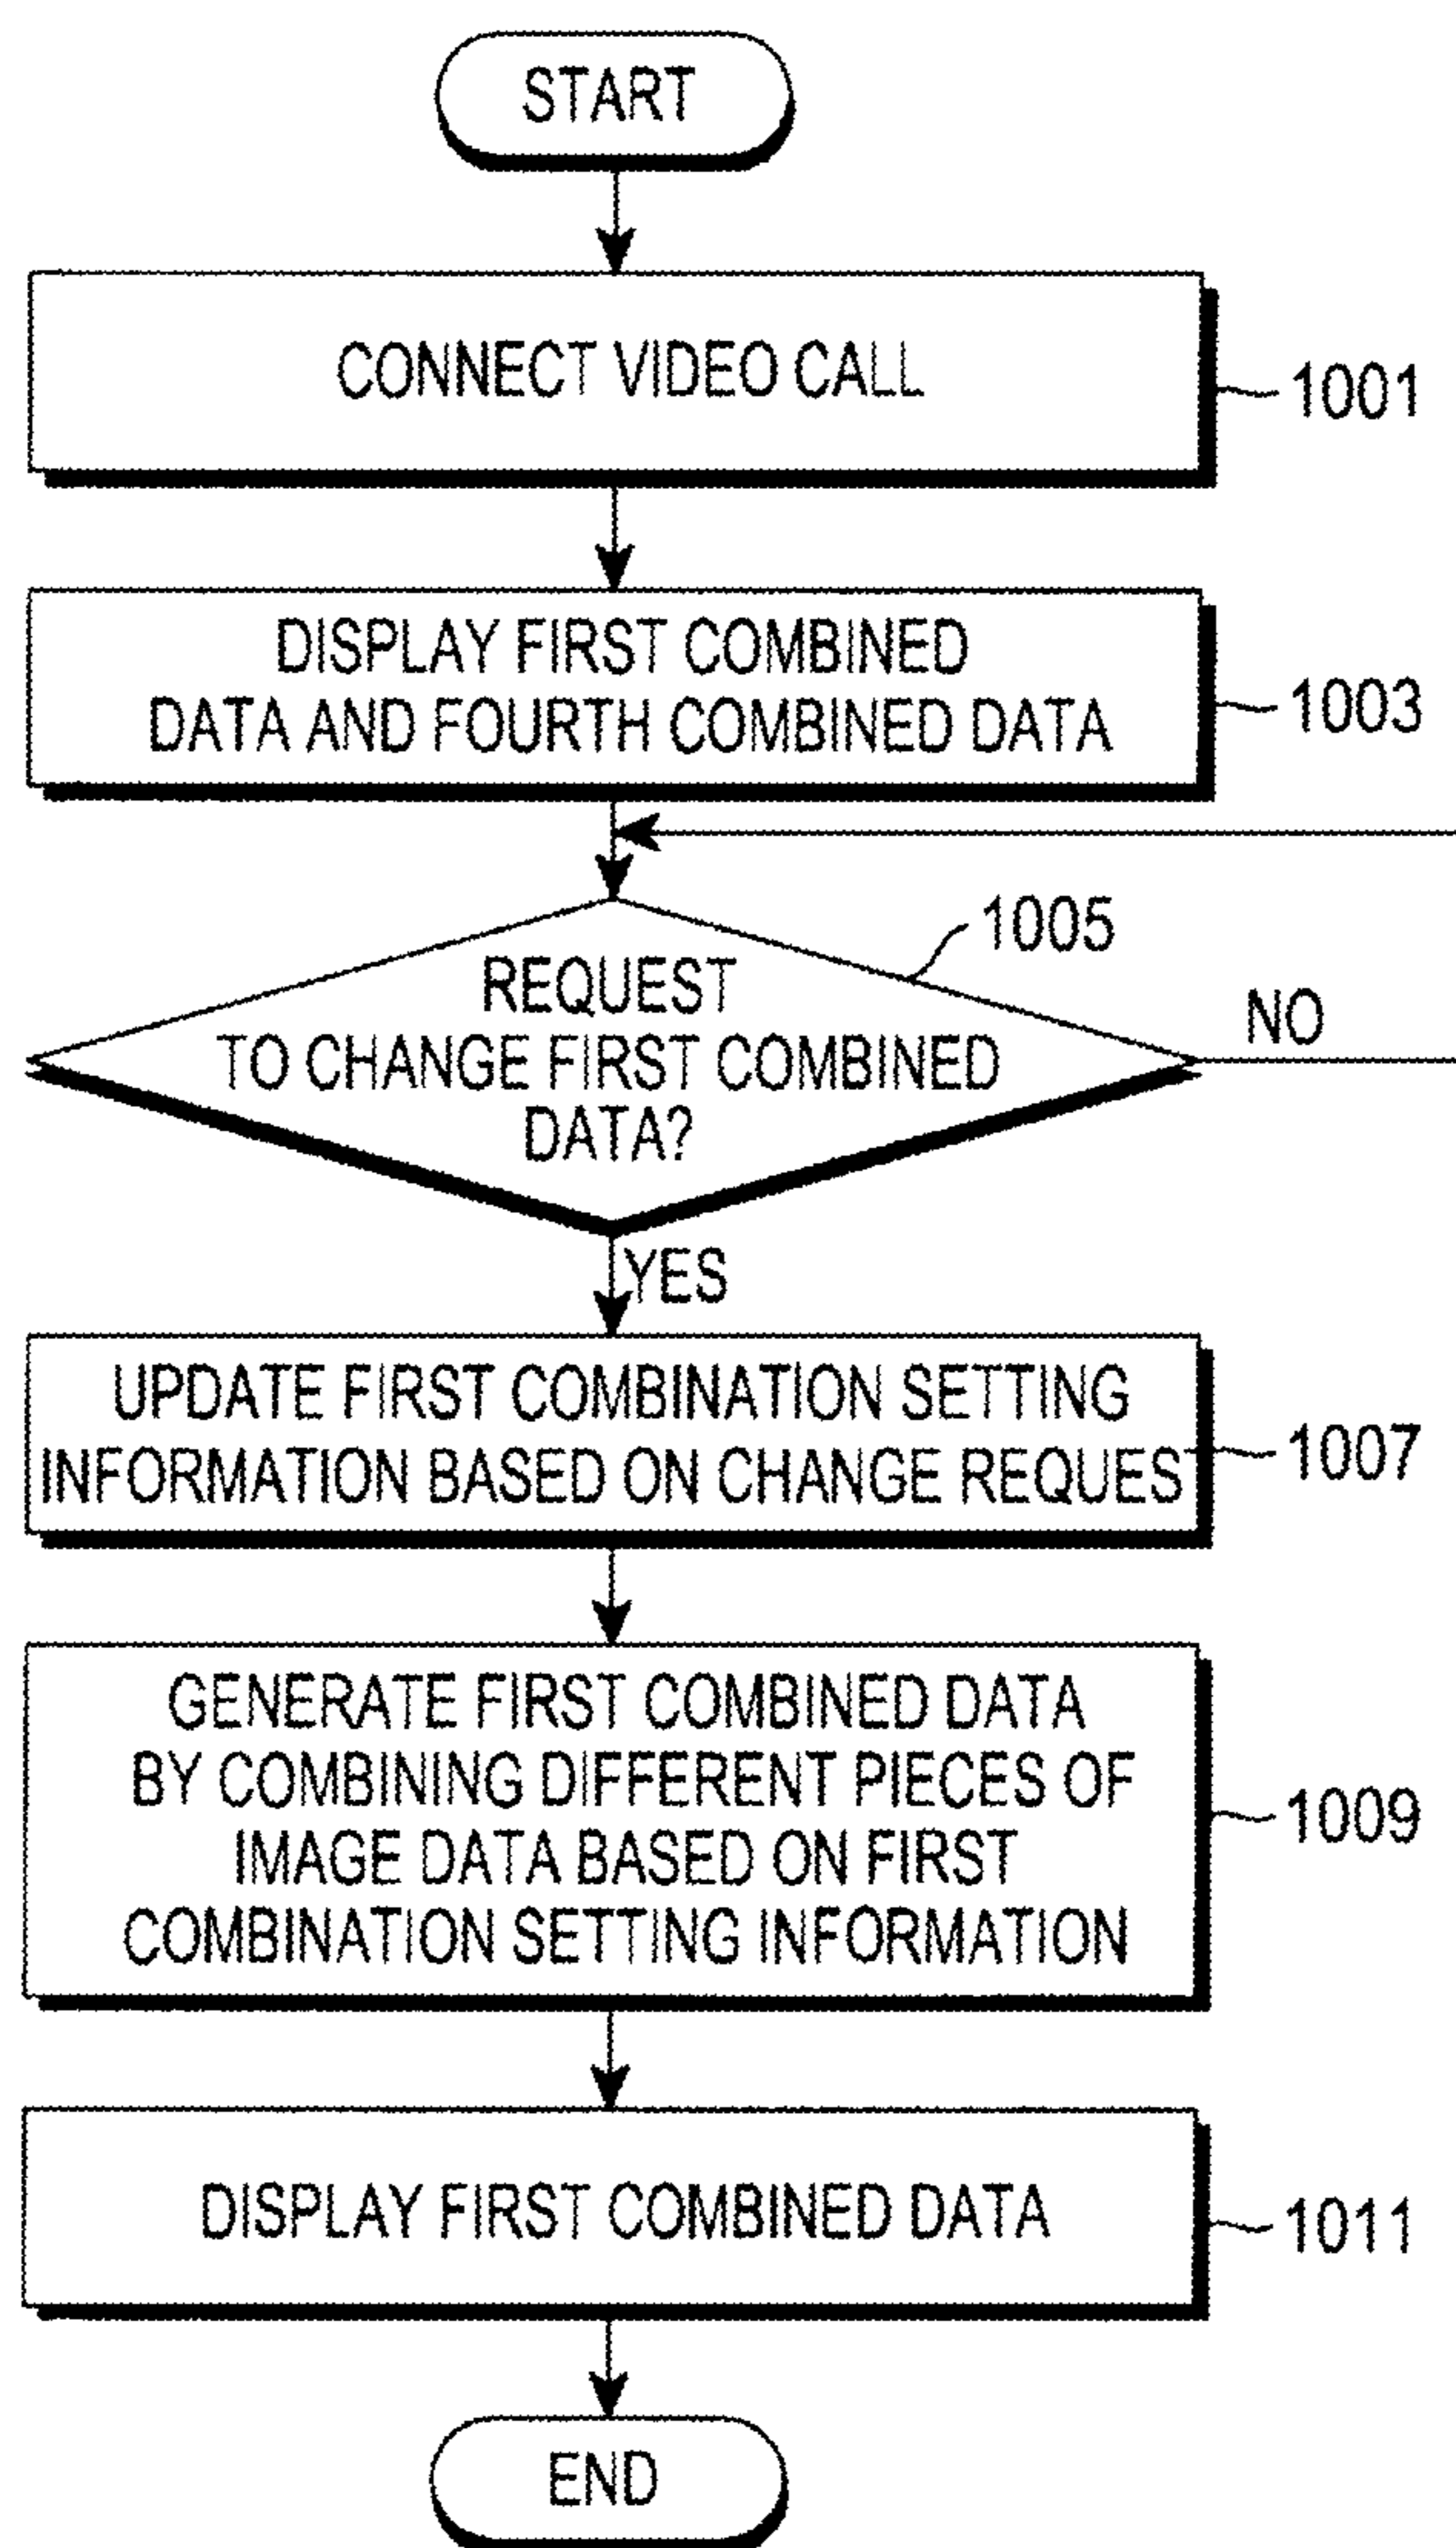 START
CONNECT VIDEO CALL
1001
DISPLAY FIRST COMBINED
DATA AND FOURTH COMBINED DATA
1003
1005
REQUEST
TO CHANGE FIRST COMBINED
DATA?
NO
YES
UPDATE FIRST COMBINATION SETTING
INFORMATION BASED ON CHANGE REQUEST
1007
GENERATE FIRST COMBINED DATA
BY COMBINING DIFFERENT PIECES OF
IMAGE DATA BASED ON FIRST
COMBINATION SETTING INFORMATION
1009
DISPLAY FIRST COMBINED DATA
1011
END